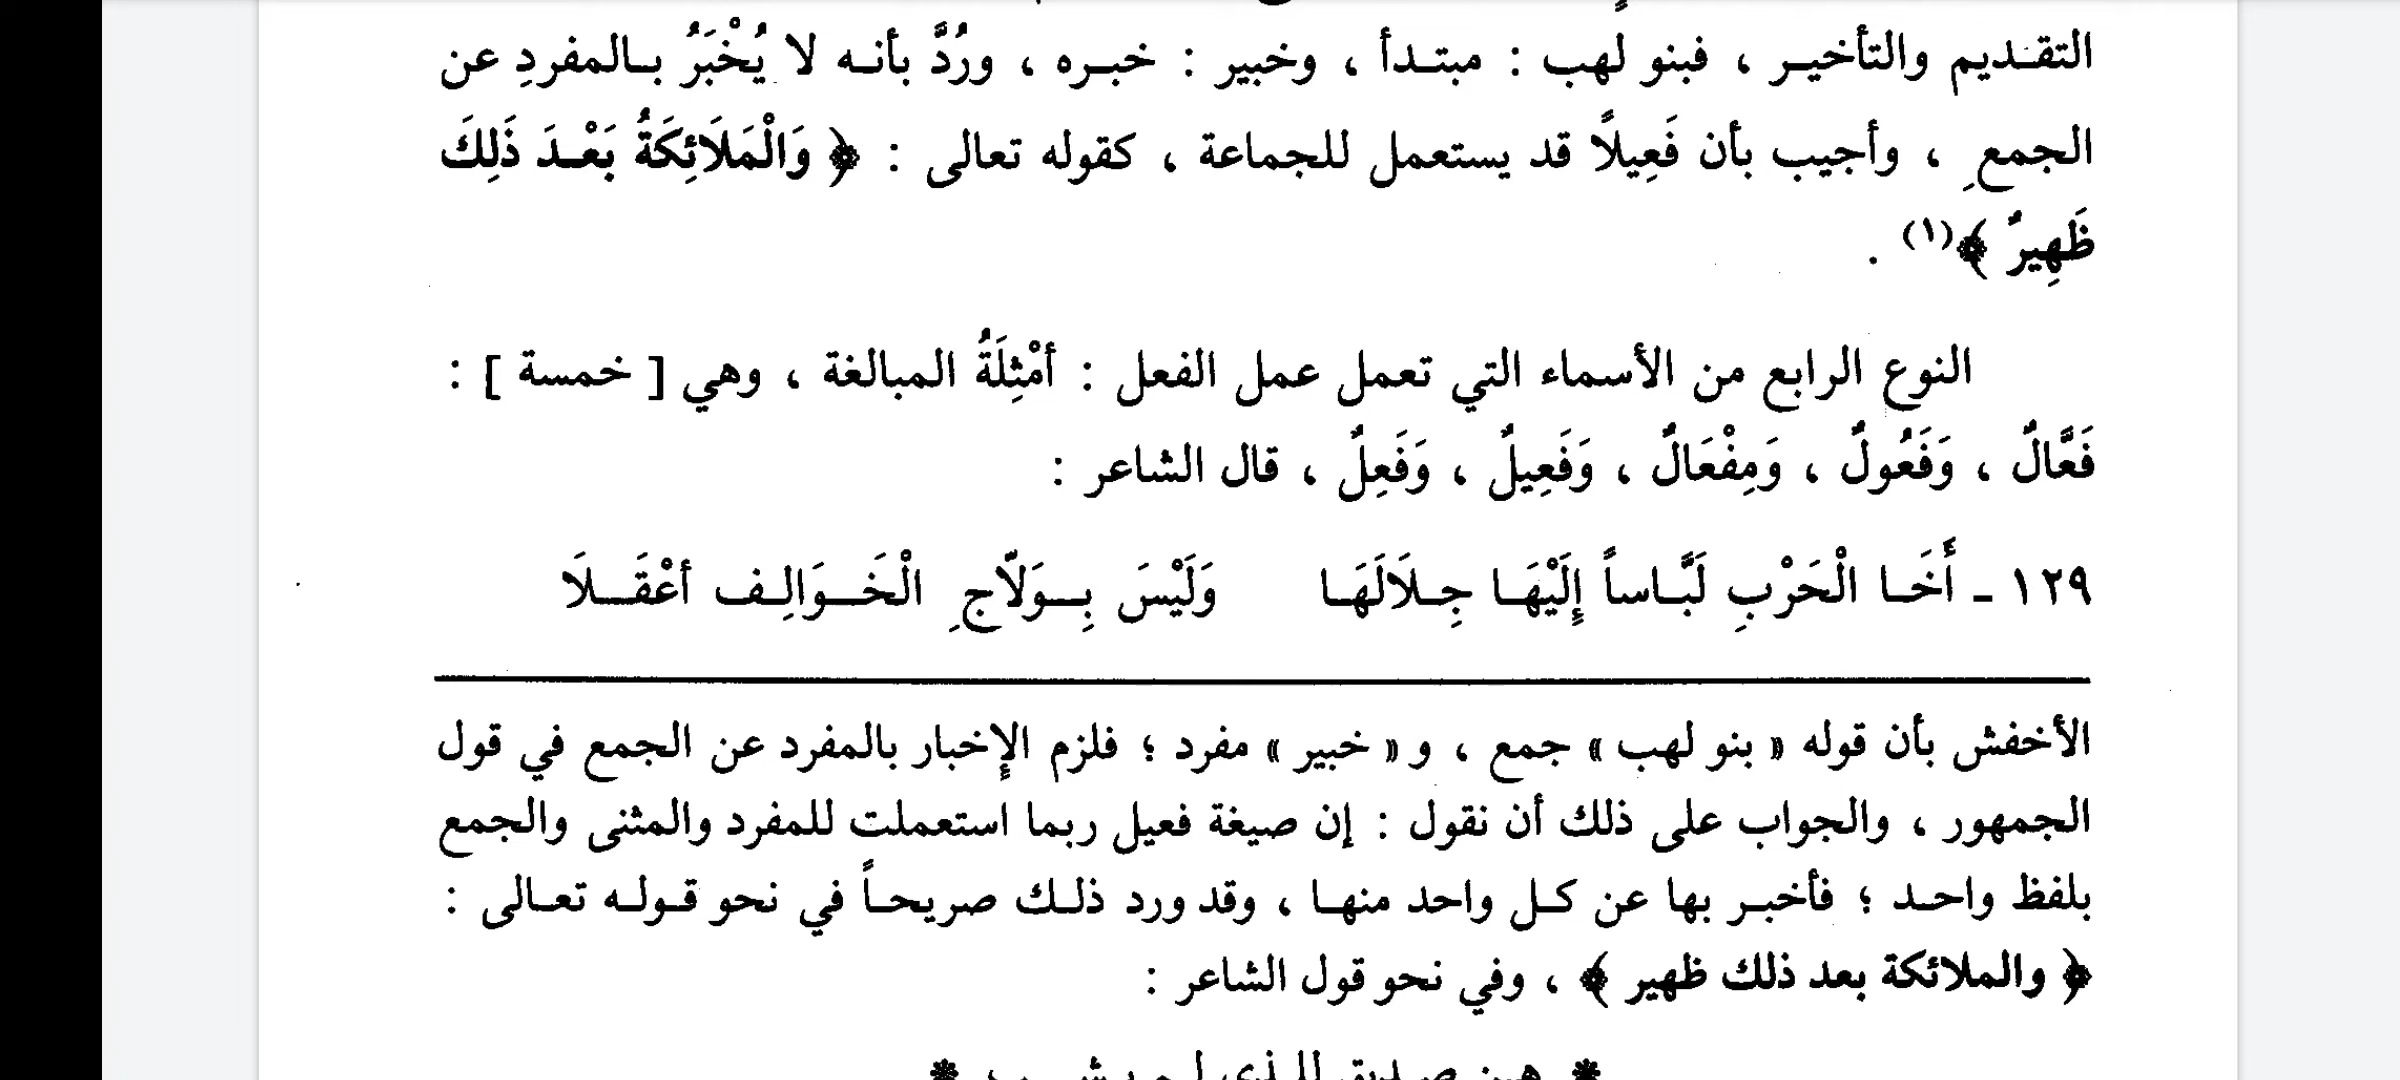 التقديم والتأخير ، فبنو لهب : مبتدأ ، وخبير : خبره ، ورُدَّ بأنه لا يُخْبَرُ بالمفردِ عن
الجمعِ ، وأجيب بأن فَعِيلًا قد يستعمل للجماعة ، كقوله تعالى : ﴿ وَالْمَلَائِكَةُ بَعْدَ ذَلِكَ
ظَهِيرٌ ﴾(١) .
النوع الرابع من الأسماء التي تعمل عمل الفعل : أمْثِلَةُ المبالغة ، وهي [ خمسة ] :
فَعَّالٌ ، وَفَعُولٌ ، وَمِفْعَالٌ ، وَفَعِيلٌ ، وَفَعِلٌ ، قال الشاعر :
١٢٩ ـ أَخَا الْحَرْبِ لَبَّاساً إِلَيْهَا جِلَالَهَا وَلَيْسَ بِوَلّاجِ الْخَوَالِفِ أعْقَلَا
الأخفش بأن قوله « بنو لهب » جمع ، و « خبير » مفرد ؛ فلزم الإخبار بالمفرد عن الجمع في قول
الجمهور ، والجواب على ذلك أن نقول : إن صيغة فعيل ربما استعملت للمفرد والمثنى والجمع
بلفظ واحد ؛ فأخبر بها عن كل واحد منها ، وقد ورد ذلك صريحاً في نحو قوله تعالى :
﴿ والملائكة بعد ذلك ظهير ﴾ ، وفي نحو قول الشاعر :